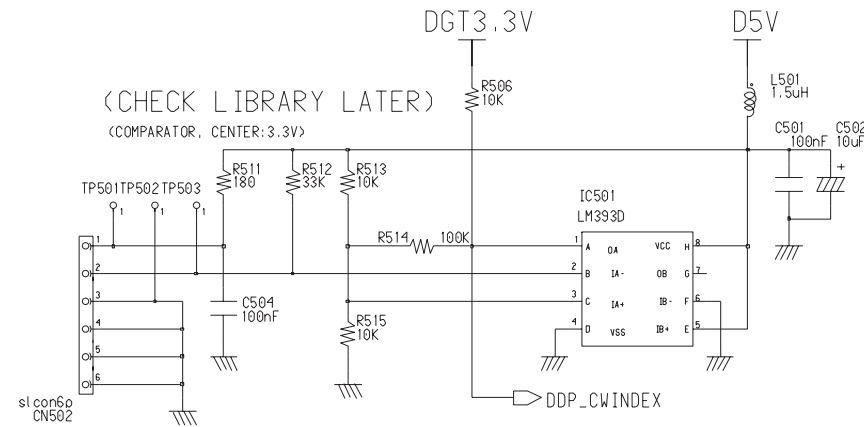 DGT3.3V
D5V
R506
10K
L501
1.5uH
(CHECK LIBRARY LATER)
(COMPARATOR, CENTER:3.3V)
C501
100nF
C502
10uF
+
R511
180
R512
33K
R513
10K
TP501 TP502 TP503
1 1 1
IC501
LM393D
R514 100K
1 A OA VCC H 8
2 B IA- OB G 7
3 C IA+ IB- F 6
4 D VSS IB+ E 5
1
2
3
4
5
6
C504
100nF
R515
10K
slcon6p
CN502
DDP_CWINDEX